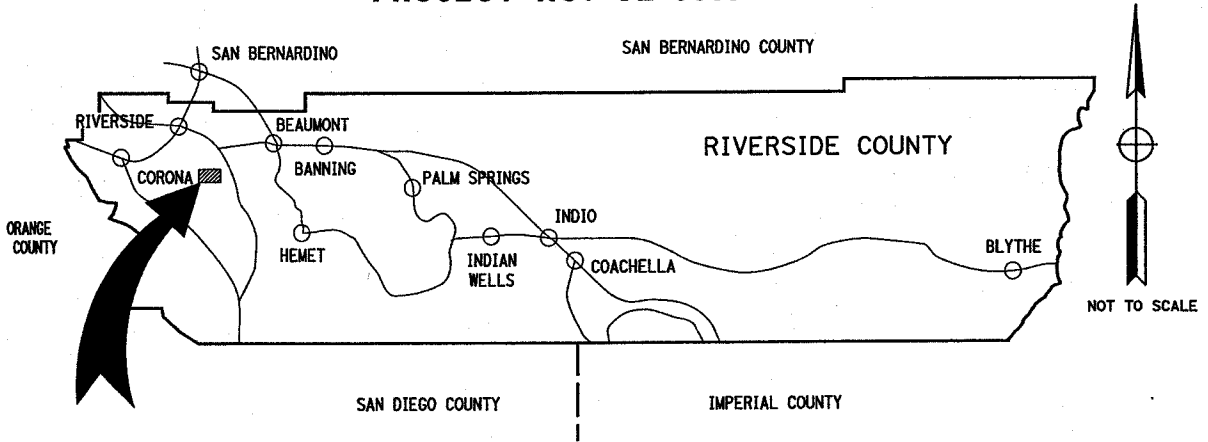 SAN BERNARDINO
SAN BERNARDINO COUNTY
RIVERSIDE
BEAUMONT
RIVERSIDE COUNTY
BANNING
CORONA
PALM SPRINGS
ORANGE
COUNTY
HEMET
INDIO
INDIAN
WELLS
COACHELLA
BLYTHE
NOT TO SCALE
SAN DIEGO COUNTY
IMPERIAL COUNTY